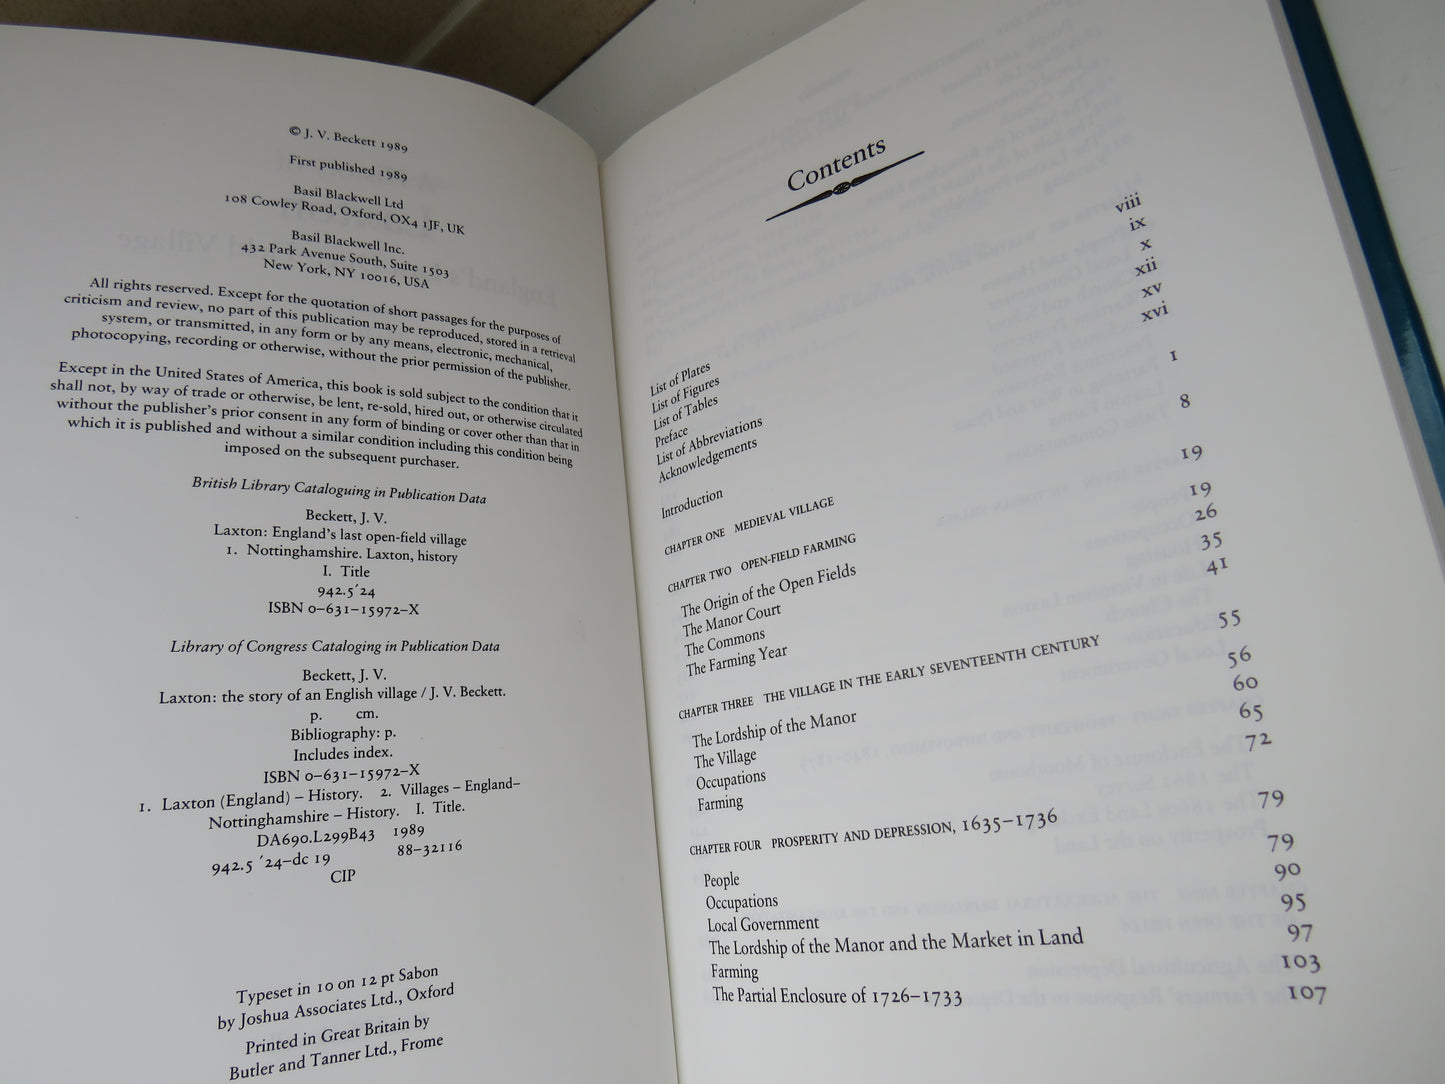 © J. V. Beckett 1989
First published 1989
Basil Blackwell Ltd
108 Cowley Road, Oxford, OX4 1JF, UK
Basil Blackwell Inc.
432 Park Avenue South, Suite 1503
New York, NY 10016, USA
All rights reserved. Except for the quotation of short passages for the purposes of
criticism and review, no part of this publication may be reproduced, stored in a retrieval
system, or transmitted, in any form or by any means, electronic, mechanical,
photocopying, recording or otherwise, without the prior permission of the publisher.
Except in the United States of America, this book is sold subject to the condition that it
shall not, by way of trade or otherwise, be lent, re-sold, hired out, or otherwise circulated
without the publisher's prior consent in any form of binding or cover other than that in
which it is published and without a similar condition including this condition being
imposed on the subsequent purchaser.
British Library Cataloguing in Publication Data
Beckett, J. V.
Laxton: England's last open-field village
1. Nottinghamshire. Laxton, history
I. Title
942.5'24
ISBN 0–631–15972–X
Library of Congress Cataloging in Publication Data
Beckett, J. V.
Laxton: the story of an English village / J. V. Beckett.
p. cm.
Bibliography: p.
Includes index.
ISBN 0–631–15972–X
1. Laxton (England) – History. 2. Villages – England–
Nottinghamshire – History. I. Title.
DA690.L299B43 1989
942.5 '24–dc 19 88–32116
CIP
Typeset in 10 on 12 pt Sabon
by Joshua Associates Ltd., Oxford
Printed in Great Britain by
Butler and Tanner Ltd., Frome
Contents
List of Plates viii
List of Figures ix
List of Tables x
Preface xii
List of Abbreviations xv
Acknowledgements xvi
Introduction 1
CHAPTER ONE MEDIEVAL VILLAGE 8
CHAPTER TWO OPEN-FIELD FARMING 19
The Origin of the Open Fields 19
The Manor Court 26
The Commons 35
The Farming Year 41
CHAPTER THREE THE VILLAGE IN THE EARLY SEVENTEENTH CENTURY 55
The Lordship of the Manor 56
The Village 60
Occupations 65
Farming 72
CHAPTER FOUR PROSPERITY AND DEPRESSION, 1635–1736 79
People 79
Occupations 90
Local Government 95
The Lordship of the Manor and the Market in Land 97
Farming 103
The Partial Enclosure of 1726–1733 107